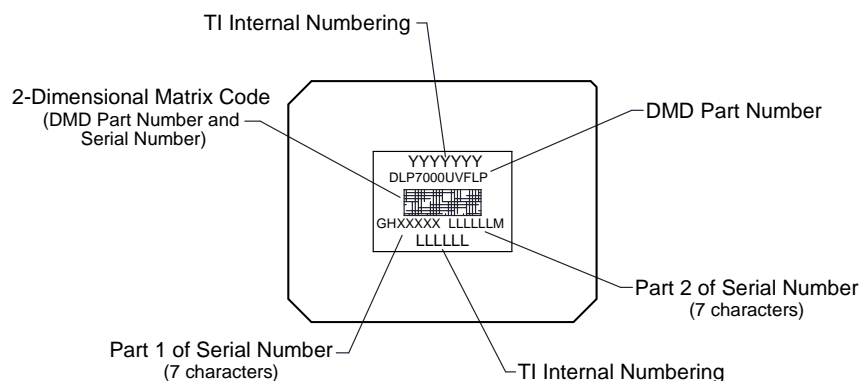 TI Internal Numbering
2-Dimensional Matrix Code
(DMD Part Number and
Serial Number)
DMD Part Number
YYYYYYY
DLP7000UVFLP
GHXXXXX LLLLLLM
LLLLLL
Part 2 of Serial Number
(7 characters)
Part 1 of Serial Number
(7 characters)
TI Internal Numbering